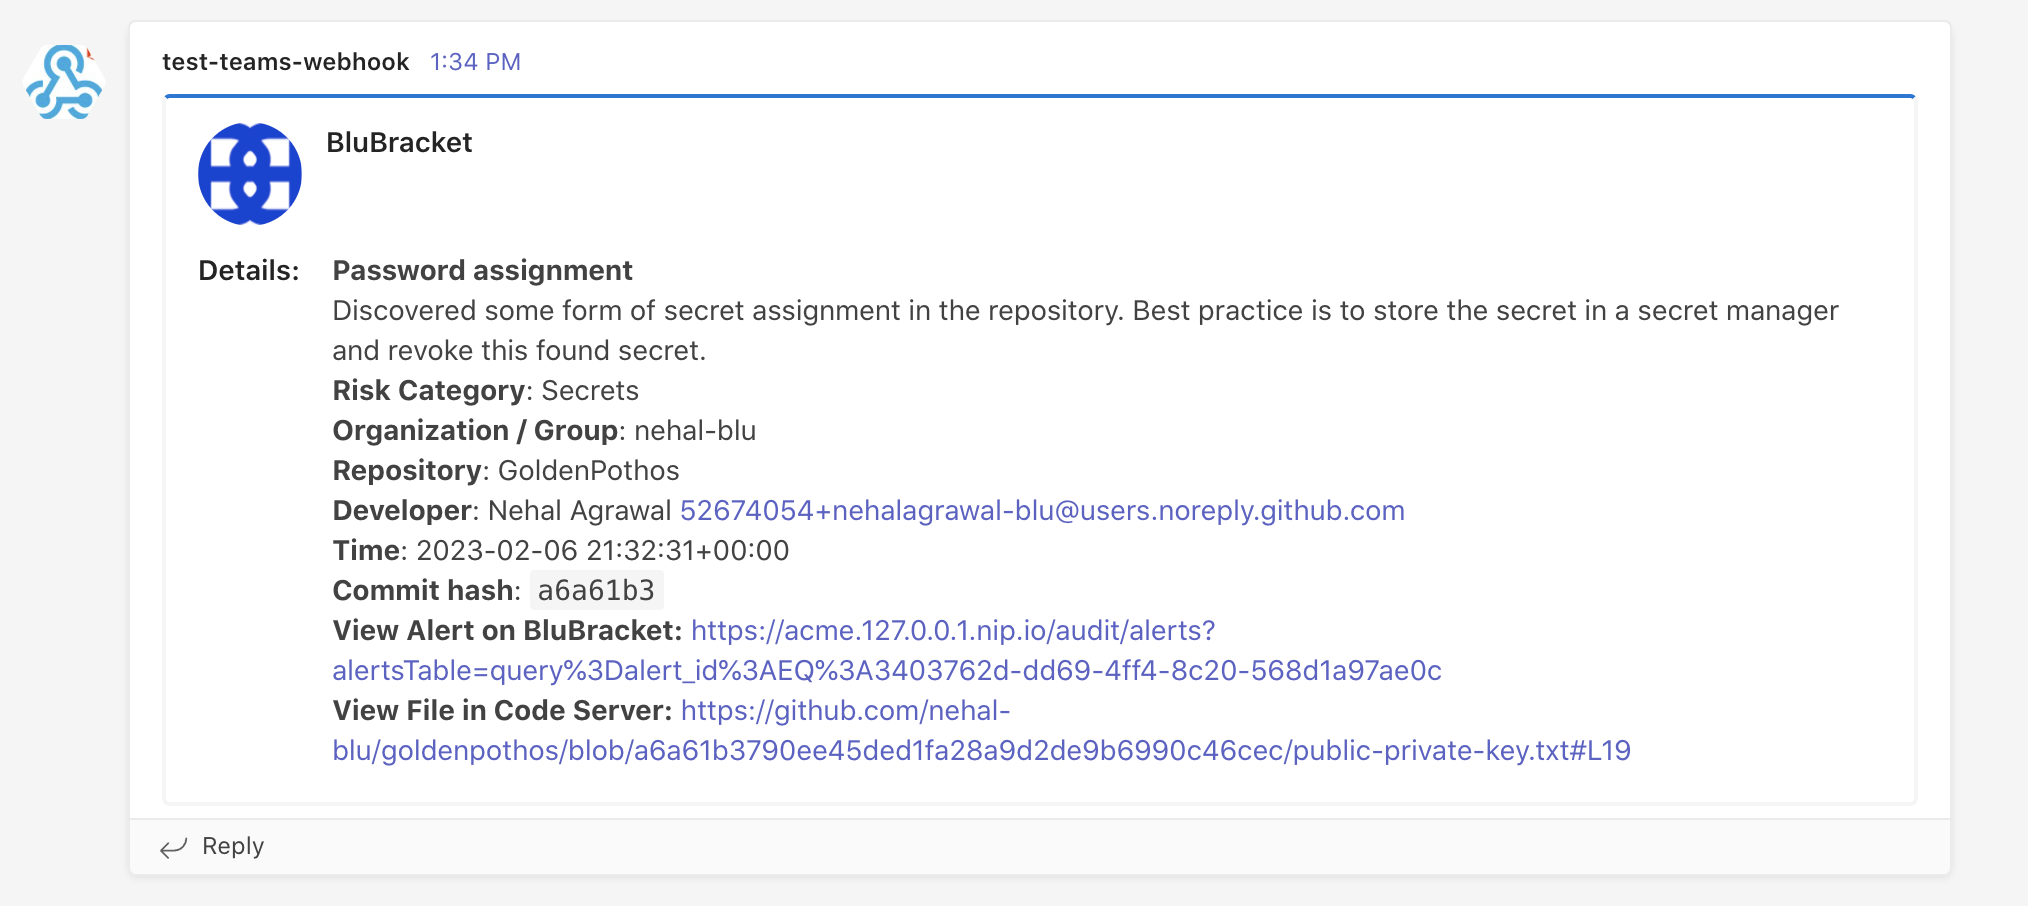 test-teams-webhook 1:34 PM
BluBracket
Details: Password assignment
Discovered some form of secret assignment in the repository. Best practice is to store the secret in a secret manager
and revoke this found secret.
Risk Category: Secrets
Organization / Group: nehal-blu
Repository: GoldenPothos
Developer: Nehal Agrawal 52674054+nehalagrawal-blu@users.noreply.github.com
Time: 2023-02-06 21:32:31+00:00
Commit hash: a6a61b3
View Alert on BluBracket: https://acme.127.0.0.1.nip.io/audit/alerts?
alertsTable=query%3Dalert_id%3AEQ%3A3403762d-dd69-4ff4-8c20-568d1a97ae0c
View File in Code Server: https://github.com/nehal-
blu/goldenpothos/blob/a6a61b3790ee45ded1fa28a9d2de9b6990c46cec/public-private-key.txt#L19
Reply